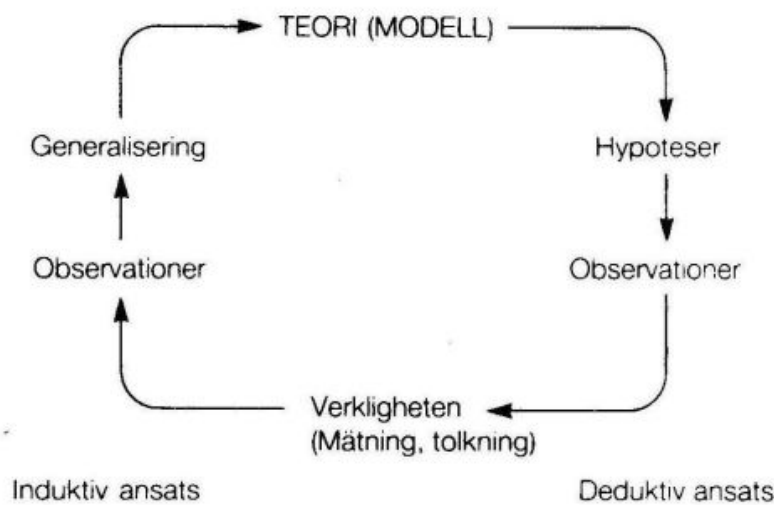 TEORI (MODELL)
Generalisering
Hypoteser
Observationer
Observationer
Verkligheten
(Mätning, tolkning)
Induktiv ansats
Deduktiv ansats